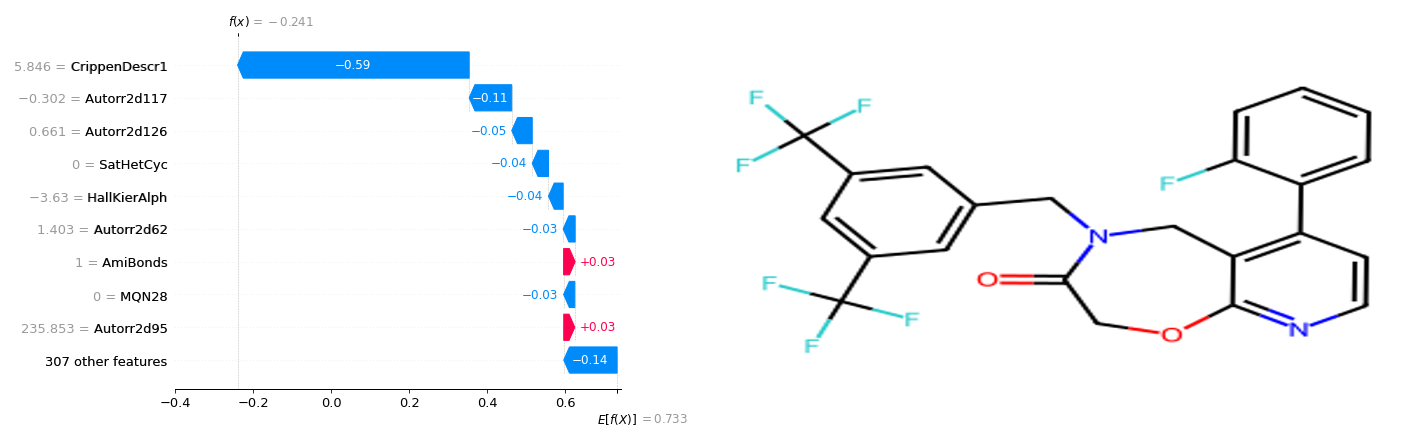 f(x) = −0.241
5.846 = CrippenDescr1
−0.59
−0.302 = Autorr2d117
−0.11
0.661 = Autorr2d126
−0.05
0 = SatHetCyc
−0.04
−3.63 = HallKierAlph
−0.04
1.403 = Autorr2d62
−0.03
1 = AmiBonds
+0.03
0 = MQN28
−0.03
235.853 = Autorr2d95
+0.03
307 other features
−0.14
−0.4 −0.2 0.0 0.2 0.4 0.6
E[f(X)] = 0.733
F
F
F
F
N
O
F
F
F
O
N